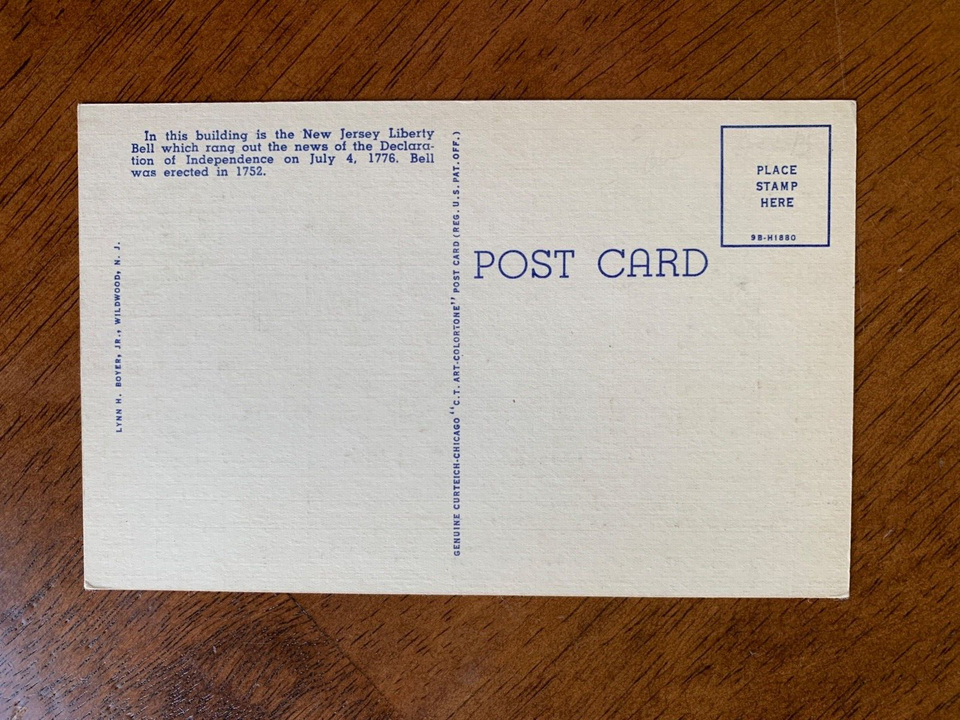 In this building is the New Jersey Liberty
Bell which rang out the news of the Declara-
tion of Independence on July 4, 1776. Bell
was erected in 1752.
LYNN H. BOYER, JR., WILDWOOD, N. J.
GENUINE CURTEICH-CHICAGO "C.T. ART-COLORTONE" POST CARD (REG. U.S. PAT. OFF.)
POST CARD
PLACE
STAMP
HERE
9B-H1880